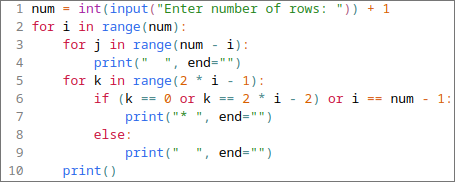 1 num = int(input("Enter number of rows: ")) + 1
2 for i in range(num):
3     for j in range(num - i):
4         print("  ", end="")
5     for k in range(2 * i - 1):
6         if (k == 0 or k == 2 * i - 2) or i == num - 1:
7             print("* ", end="")
8         else:
9             print("  ", end="")
10     print()